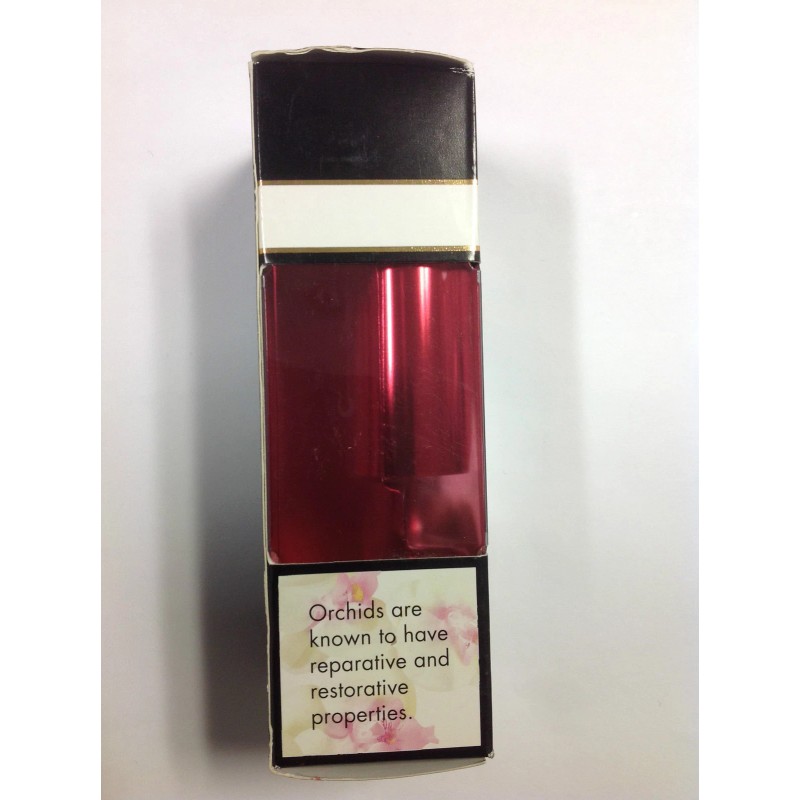 Orchids are
known to have
reparative and
restorative
properties.